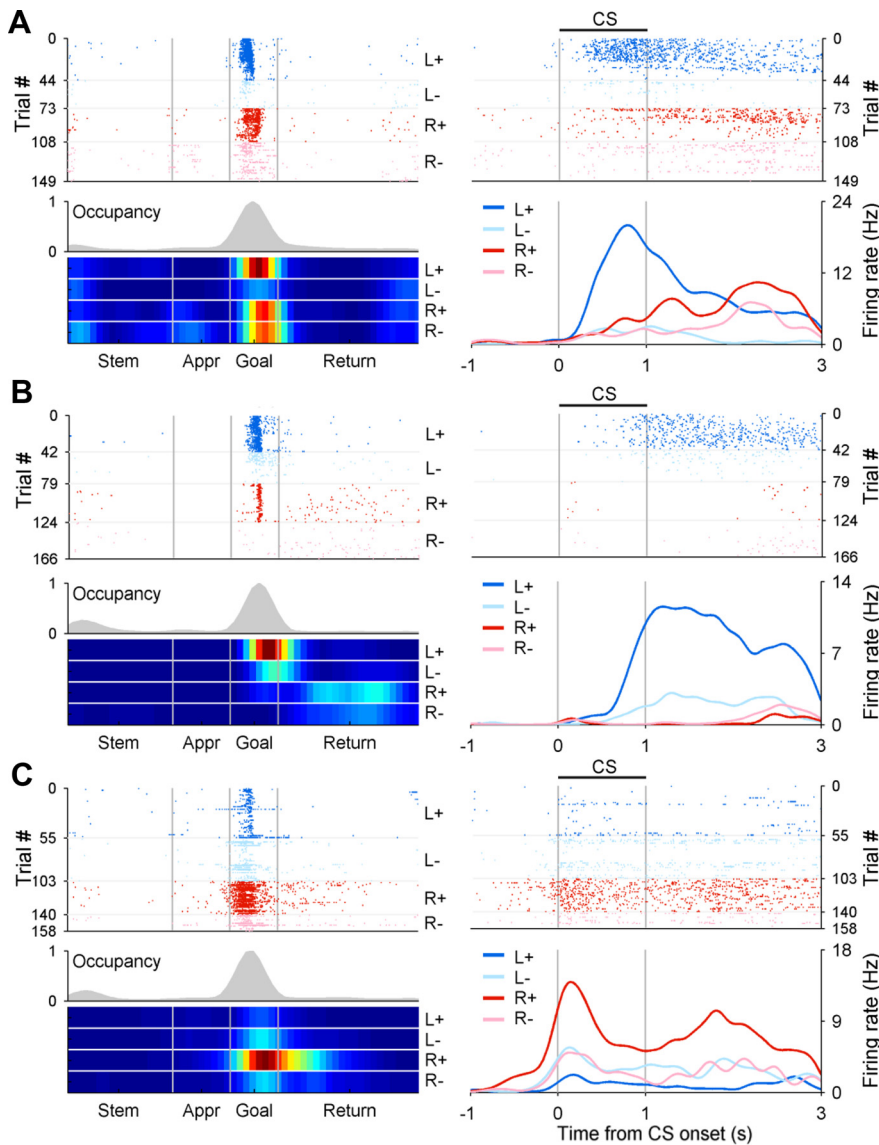 A
CS
0
44
73
108
149
Trial #
L+
L-
R+
R-
0
44
73
108
149
Trial #
1
0
Occupancy
L+
L-
R+
R-
Stem Appr Goal Return
L+
L-
R+
R-
24
12
0
Firing rate (Hz)
-1 0 1 3
B
CS
0
42
79
124
166
Trial #
L+
L-
R+
R-
0
42
79
124
166
Trial #
1
0
Occupancy
L+
L-
R+
R-
Stem Appr Goal Return
L+
L-
R+
R-
14
7
0
Firing rate (Hz)
-1 0 1 3
C
CS
0
55
103
140
158
Trial #
L+
L-
R+
R-
0
55
103
140
158
Trial #
1
0
Occupancy
L+
L-
R+
R-
Stem Appr Goal Return
L+
L-
R+
R-
18
9
0
Firing rate (Hz)
-1 0 1 3
Time from CS onset (s)